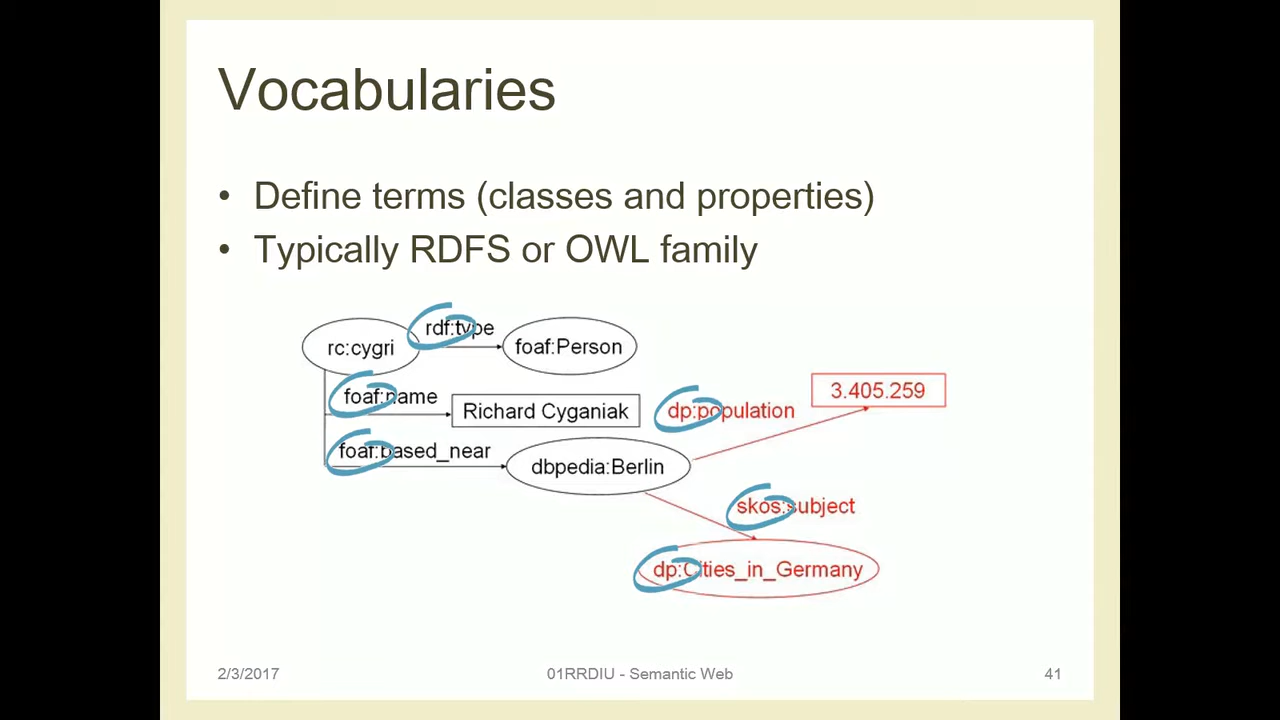 Vocabularies
• Define terms (classes and properties)
• Typically RDFS or OWL family
rdf:type
rc:cygri
foaf:Person
3.405.259
foaf:name
Richard Cyganiak
dp:population
foaf:based_near
dbpedia:Berlin
skos:subject
dp:Cities_in_Germany
2/3/2017
01RRDIU - Semantic Web
41